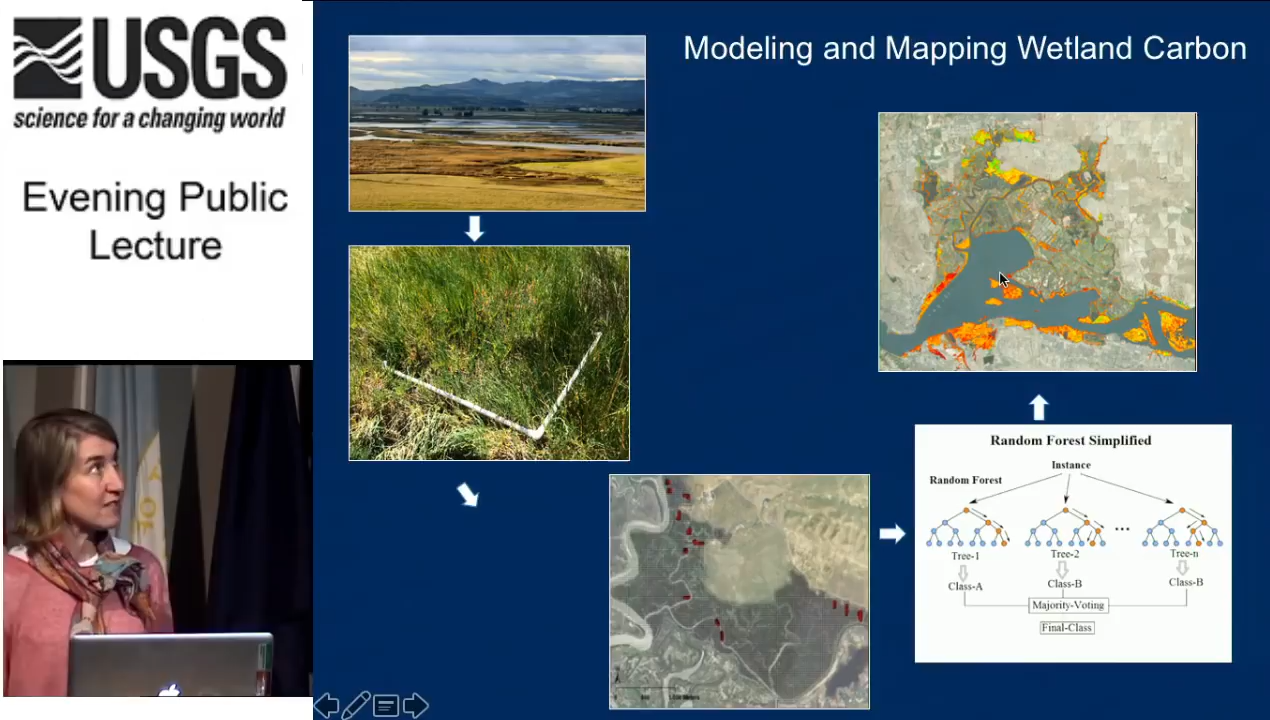 USGS
science for a changing world
Evening Public
Lecture
Modeling and Mapping Wetland Carbon
Random Forest Simplified
Instance
Random Forest
Tree-1
Tree-2
...
Tree-n
Class-A
Class-B
Class-B
Majority-Voting
Final-Class